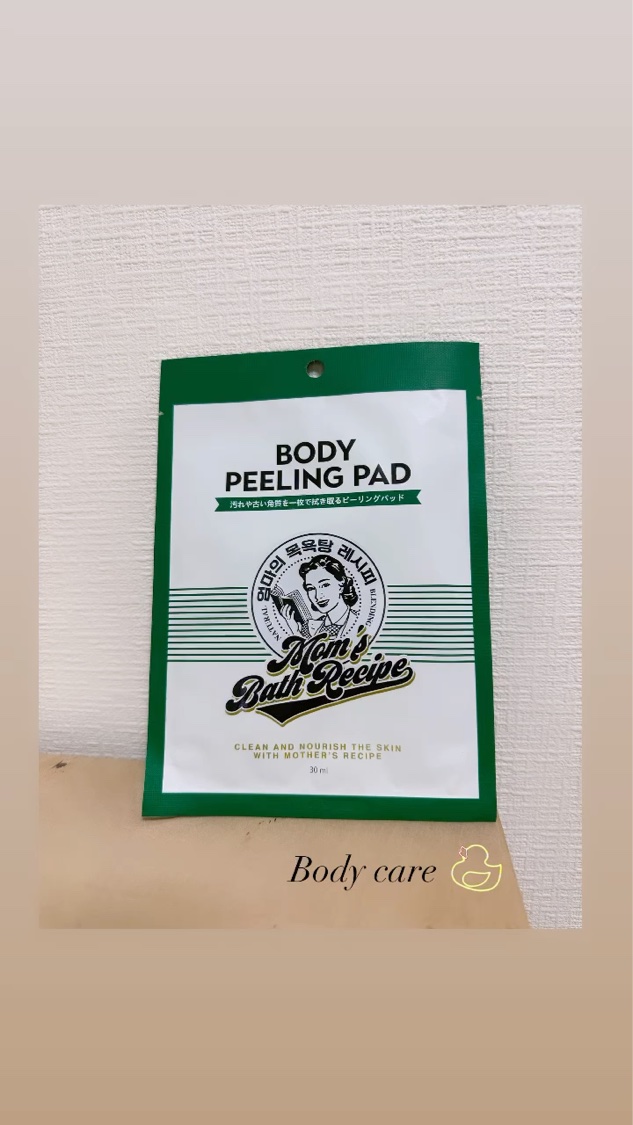 BODY
PEELING PAD
汚れや古い角質を一枚で拭き取るピーリングパッド
엄마의 목욕탕 레시피
NATURAL
BLENDING
Mom's
Bath Recipe
CLEAN AND NOURISH THE SKIN
WITH MOTHER'S RECIPE
30 ml
Body care